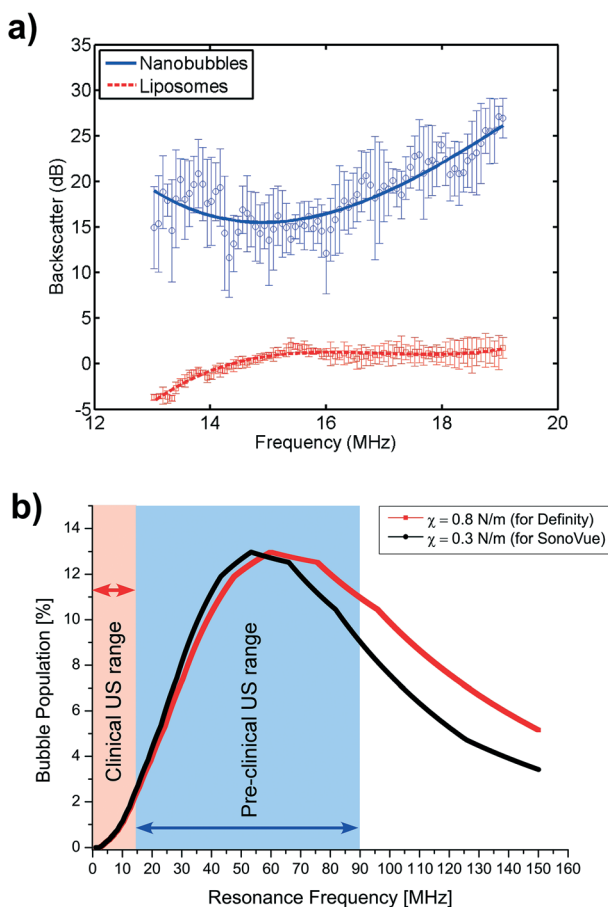 a)
35
30
25
20
15
10
5
0
-5
Backscatter (dB)
Nanobubbles
Liposomes
12 14 16 18 20
Frequency (MHz)
b)
14
12
10
8
6
4
2
0
Bubble Population [%]
Clinical US range
Pre-clinical US range
χ = 0.8 N/m (for Definity)
χ = 0.3 N/m (for SonoVue)
0 10 20 30 40 50 60 70 80 90 100 110 120 130 140 150 160
Resonance Frequency [MHz]